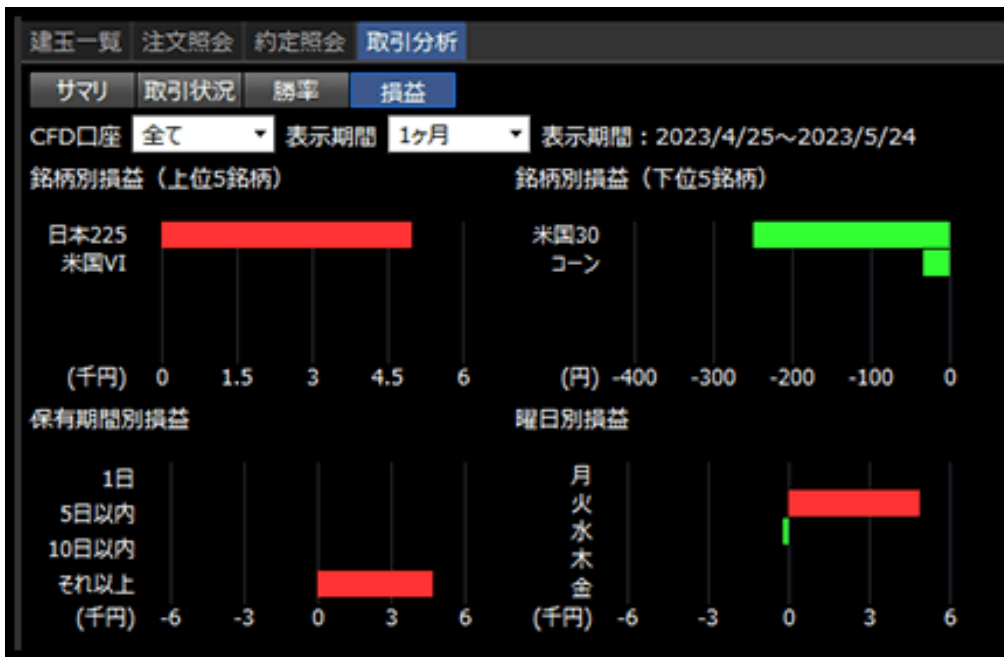 建玉一覧 注文照会 約定照会 取引分析
サマリ 取引状況 勝率 損益
CFD口座 全て 表示期間 1ヶ月 表示期間：2023/4/25～2023/5/24
銘柄別損益（上位5銘柄）
日本225
米国VI
(千円) 0 1.5 3 4.5 6
銘柄別損益（下位5銘柄）
米国30
コーン
(円) -400 -300 -200 -100 0
保有期間別損益
1日
5日以内
10日以内
それ以上
(千円) -6 -3 0 3 6
曜日別損益
月
火
水
木
金
(千円) -6 -3 0 3 6